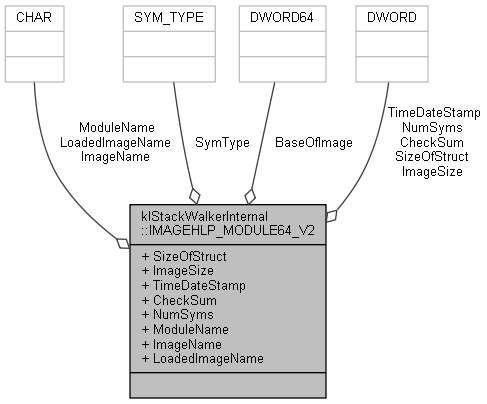 CHAR
SYM_TYPE
DWORD64
DWORD
ModuleName
LoadedImageName
ImageName
SymType
BaseOfImage
TimeDateStamp
NumSyms
CheckSum
SizeOfStruct
ImageSize
klStackWalkerInternal
::IMAGEHLP_MODULE64_V2
+ SizeOfStruct
+ ImageSize
+ TimeDateStamp
+ CheckSum
+ NumSyms
+ ModuleName
+ ImageName
+ LoadedImageName